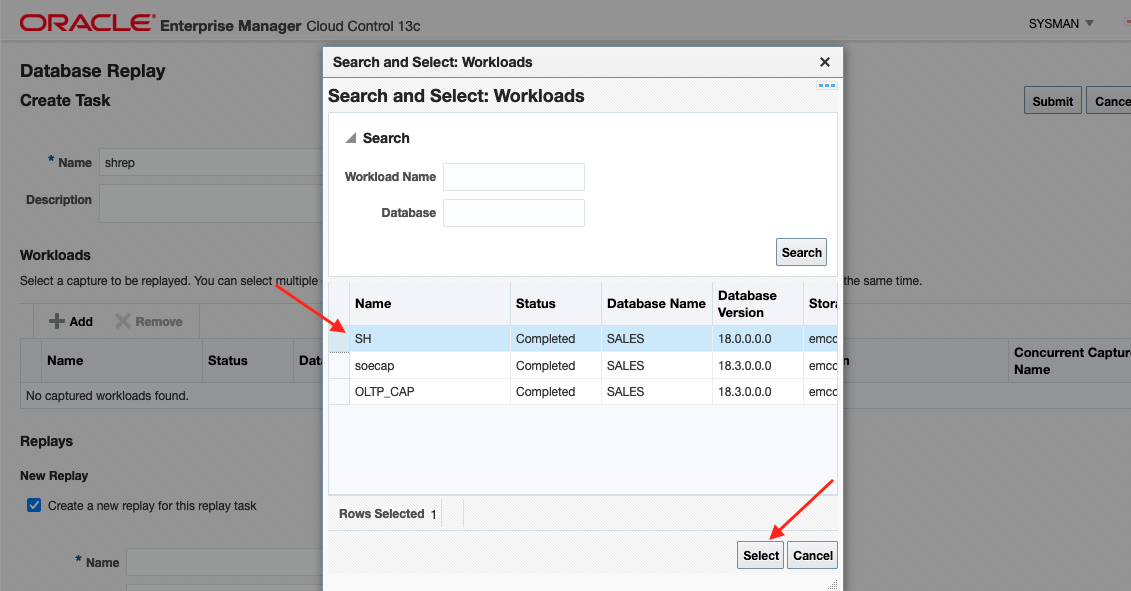 ORACLE® Enterprise Manager Cloud Control 13c
SYSMAN
Database Replay
Create Task
Submit
Cance
* Name shrep
Description
Workloads
Select a capture to be replayed. You can select multiple
the same time.
Add Remove
Name Status Dat
n
Concurrent Capture
Name
No captured workloads found.
Replays
New Replay
Create a new replay for this replay task
* Name
Search and Select: Workloads
Search and Select: Workloads
Search
Workload Name
Database
Search
Name Status Database Name Database Version Stora
SH Completed SALES 18.0.0.0.0 emcc
soecap Completed SALES 18.3.0.0.0 emcc
OLTP_CAP Completed SALES 18.3.0.0.0 emcc
Rows Selected 1
Select Cancel